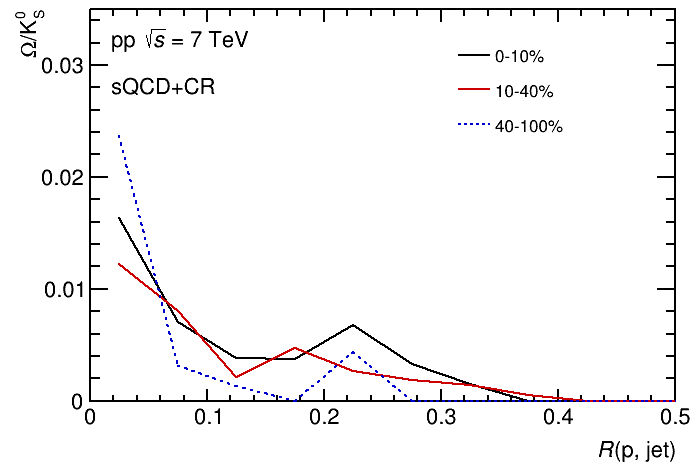 Ω/K⁰_S
pp √s = 7 TeV
sQCD+CR
0-10%
10-40%
40-100%
0.03
0.02
0.01
0
0 0.1 0.2 0.3 0.4 0.5
R(p, jet)